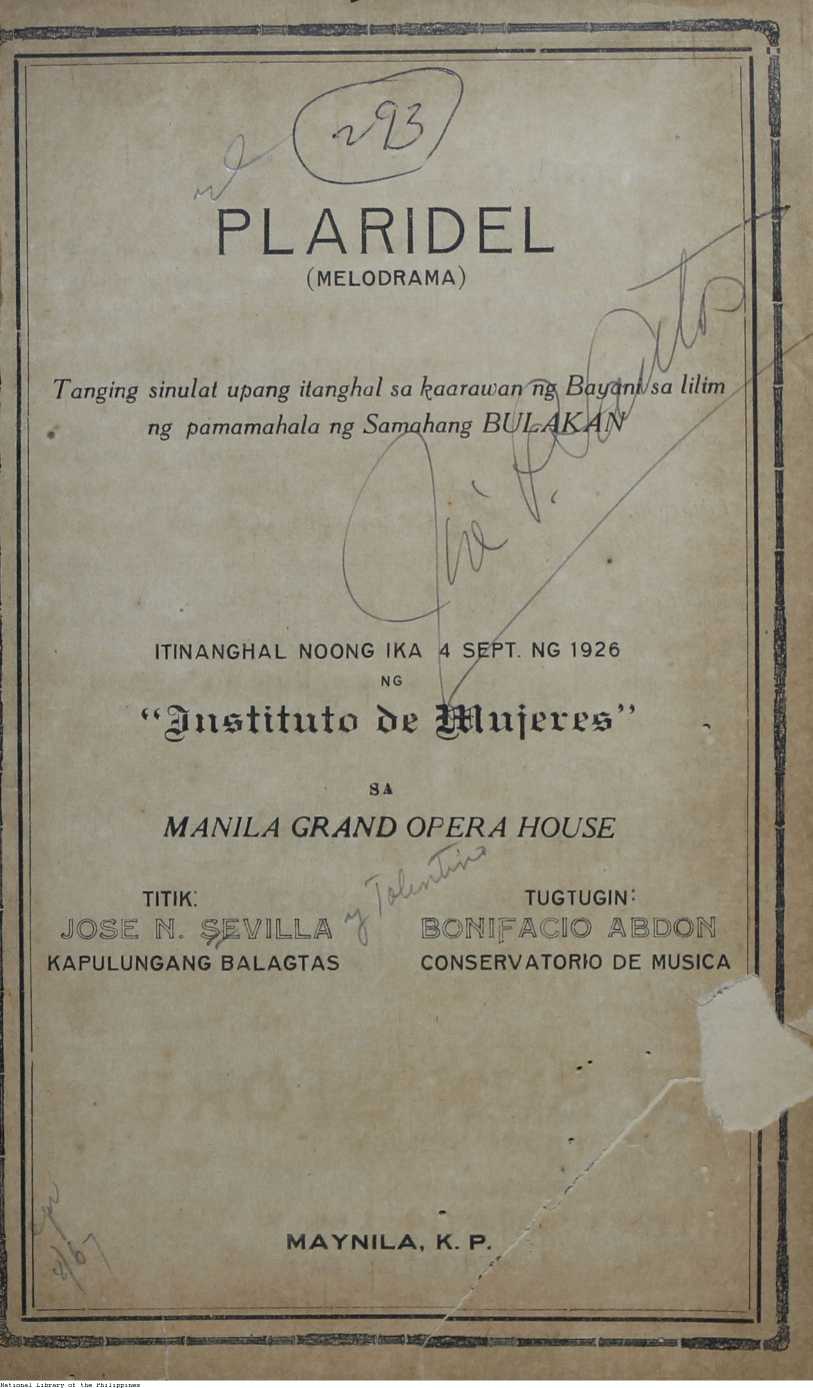 293
PLARIDEL
(MELODRAMA)
Tanging sinulat upang itanghal sa kaarawan ng Bayani sa lilim
ng pamamahala ng Samahang BULAKAN
ITINANGHAL NOONG IKA 4 SEPT. NG 1926
NG
“Instituto de Mujeres”
SA
MANILA GRAND OPERA HOUSE
TITIK:
JOSE N. SEVILLA y Tolentino
KAPULUNGANG BALAGTAS
TUGTUGIN:
BONIFACIO ABDON
CONSERVATORIO DE MUSICA
MAYNILA, K. P.
National Library of the Philippines